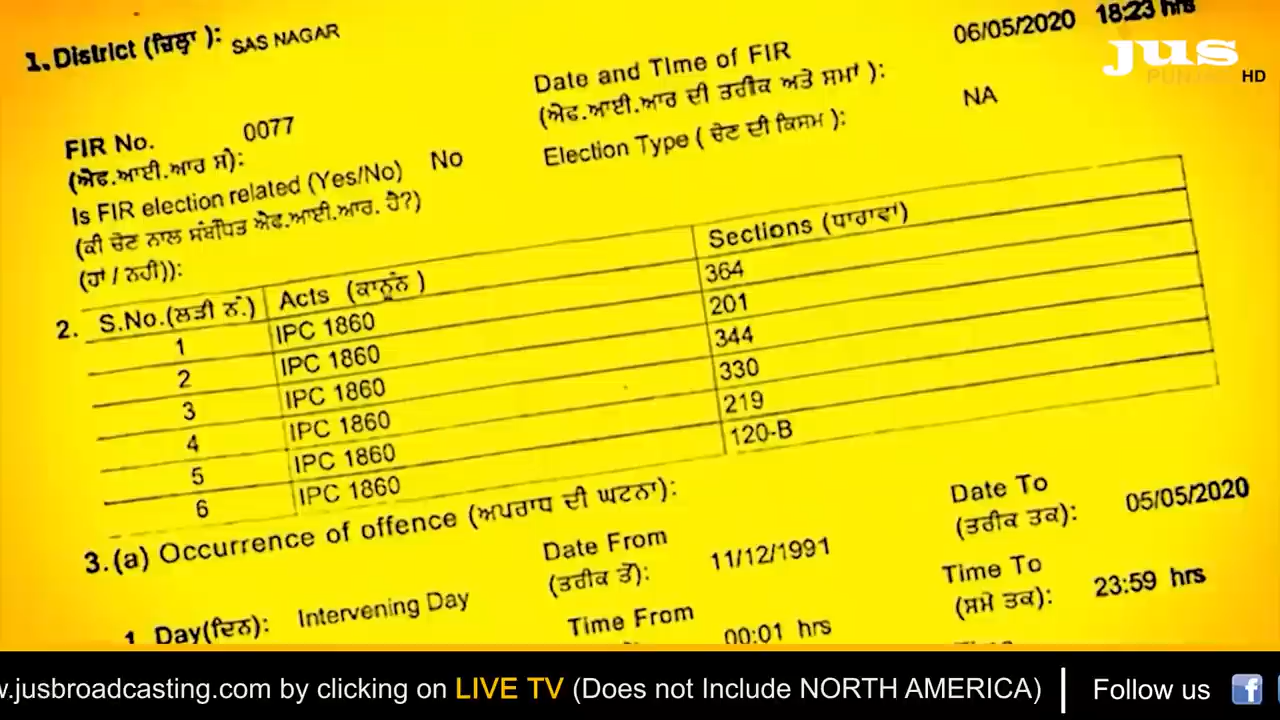 1. District (ਜ਼ਿਲ੍ਹਾ ): SAS NAGAR
Date and Time of FIR 06/05/2020 18:23 hrs
(ਐਫ.ਆਈ.ਆਰ ਦੀ ਤਰੀਕ ਅਤੇ ਸਮਾਂ ):
jus
PUNJABI HD
FIR No. 0077
(ਐਫ.ਆਈ.ਆਰ ਸੰ):
Election Type ( ਚੋਣ ਦੀ ਕਿਸਮ ): NA
Is FIR election related (Yes/No) No
(ਕੀ ਚੋਣ ਨਾਲ ਸੰਬੰਧਿਤ ਐਫ.ਆਈ.ਆਰ. ਹੈ?)
(ਹਾਂ / ਨਹੀਂ)):
2. S.No.(ਲੜੀ ਨੰ.) Acts (ਕਾਨੂੰਨ ) Sections (ਧਾਰਾਵਾਂ)
1 IPC 1860 364
2 IPC 1860 201
3 IPC 1860 344
4 IPC 1860 330
5 IPC 1860 219
6 IPC 1860 120-B
3.(a) Occurrence of offence (ਅਪਰਾਧ ਦੀ ਘਟਨਾ):
1. Day(ਦਿਨ): Intervening Day
Date From 11/12/1991
(ਤਰੀਕ ਤੋਂ):
Date To 05/05/2020
(ਤਰੀਕ ਤਕ):
Time From 00:01 hrs
Time To 23:59 hrs
(ਸਮੇਂ ਤਕ):
w.jusbroadcasting.com by clicking on LIVE TV (Does not Include NORTH AMERICA) | Follow us